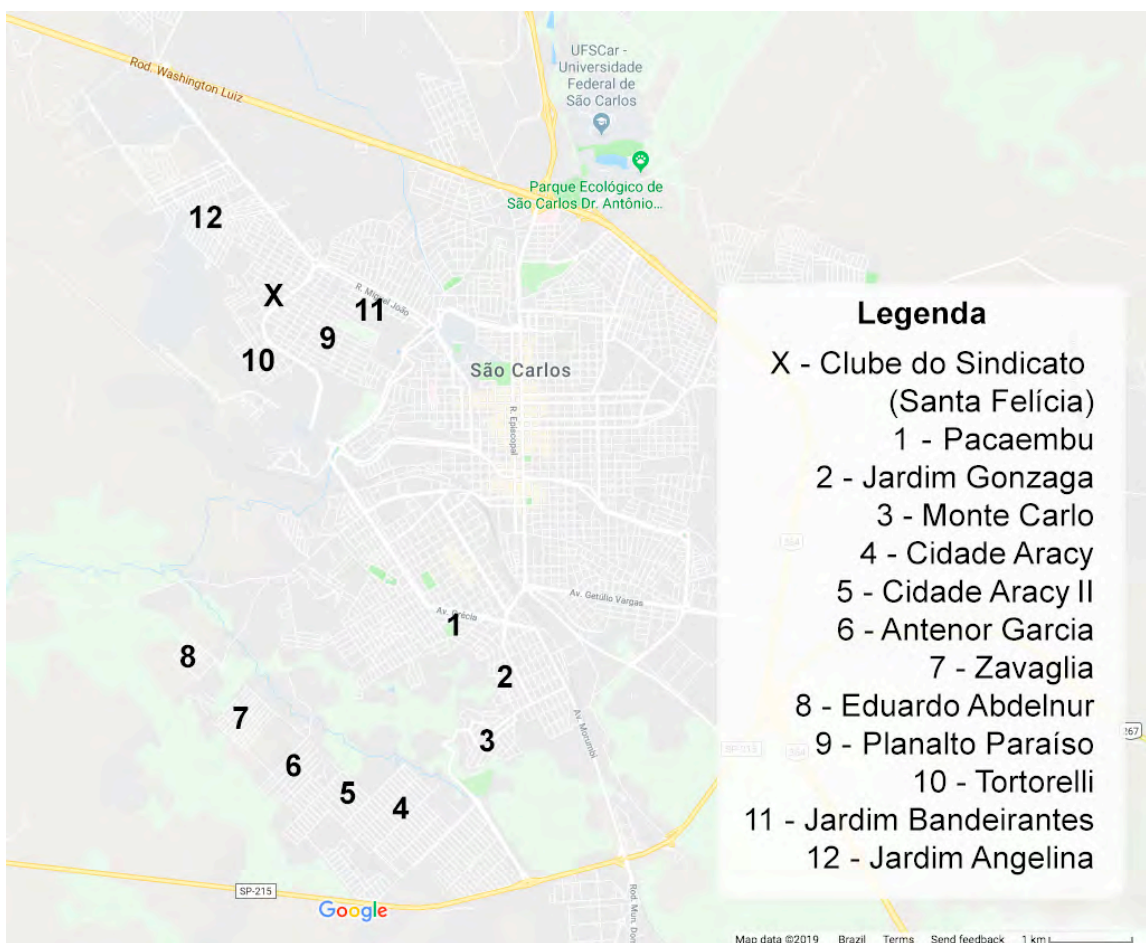 Rod. Washington Luiz
UFSCar -
Universidade
Federal de
São Carlos
Parque Ecológico de
São Carlos Dr. Antônio...
12
X
R. Miguel João
11
9
10
São Carlos
R. Episcopal
Av. Getúlio Vargas
Av. Grécia
1
8
2
7
Av. Morumbi
3
6
5
4
SP-215
Google
Rod. Mun. Dom
Legenda
X - Clube do Sindicato
(Santa Felícia)
1 - Pacaembu
2 - Jardim Gonzaga
3 - Monte Carlo
4 - Cidade Aracy
5 - Cidade Aracy II
6 - Antenor Garcia
7 - Zavaglia
8 - Eduardo Abdelnur
9 - Planalto Paraíso
10 - Tortorelli
11 - Jardim Bandeirantes
12 - Jardim Angelina
267
Map data ©2019 Brazil Terms Send feedback 1 km